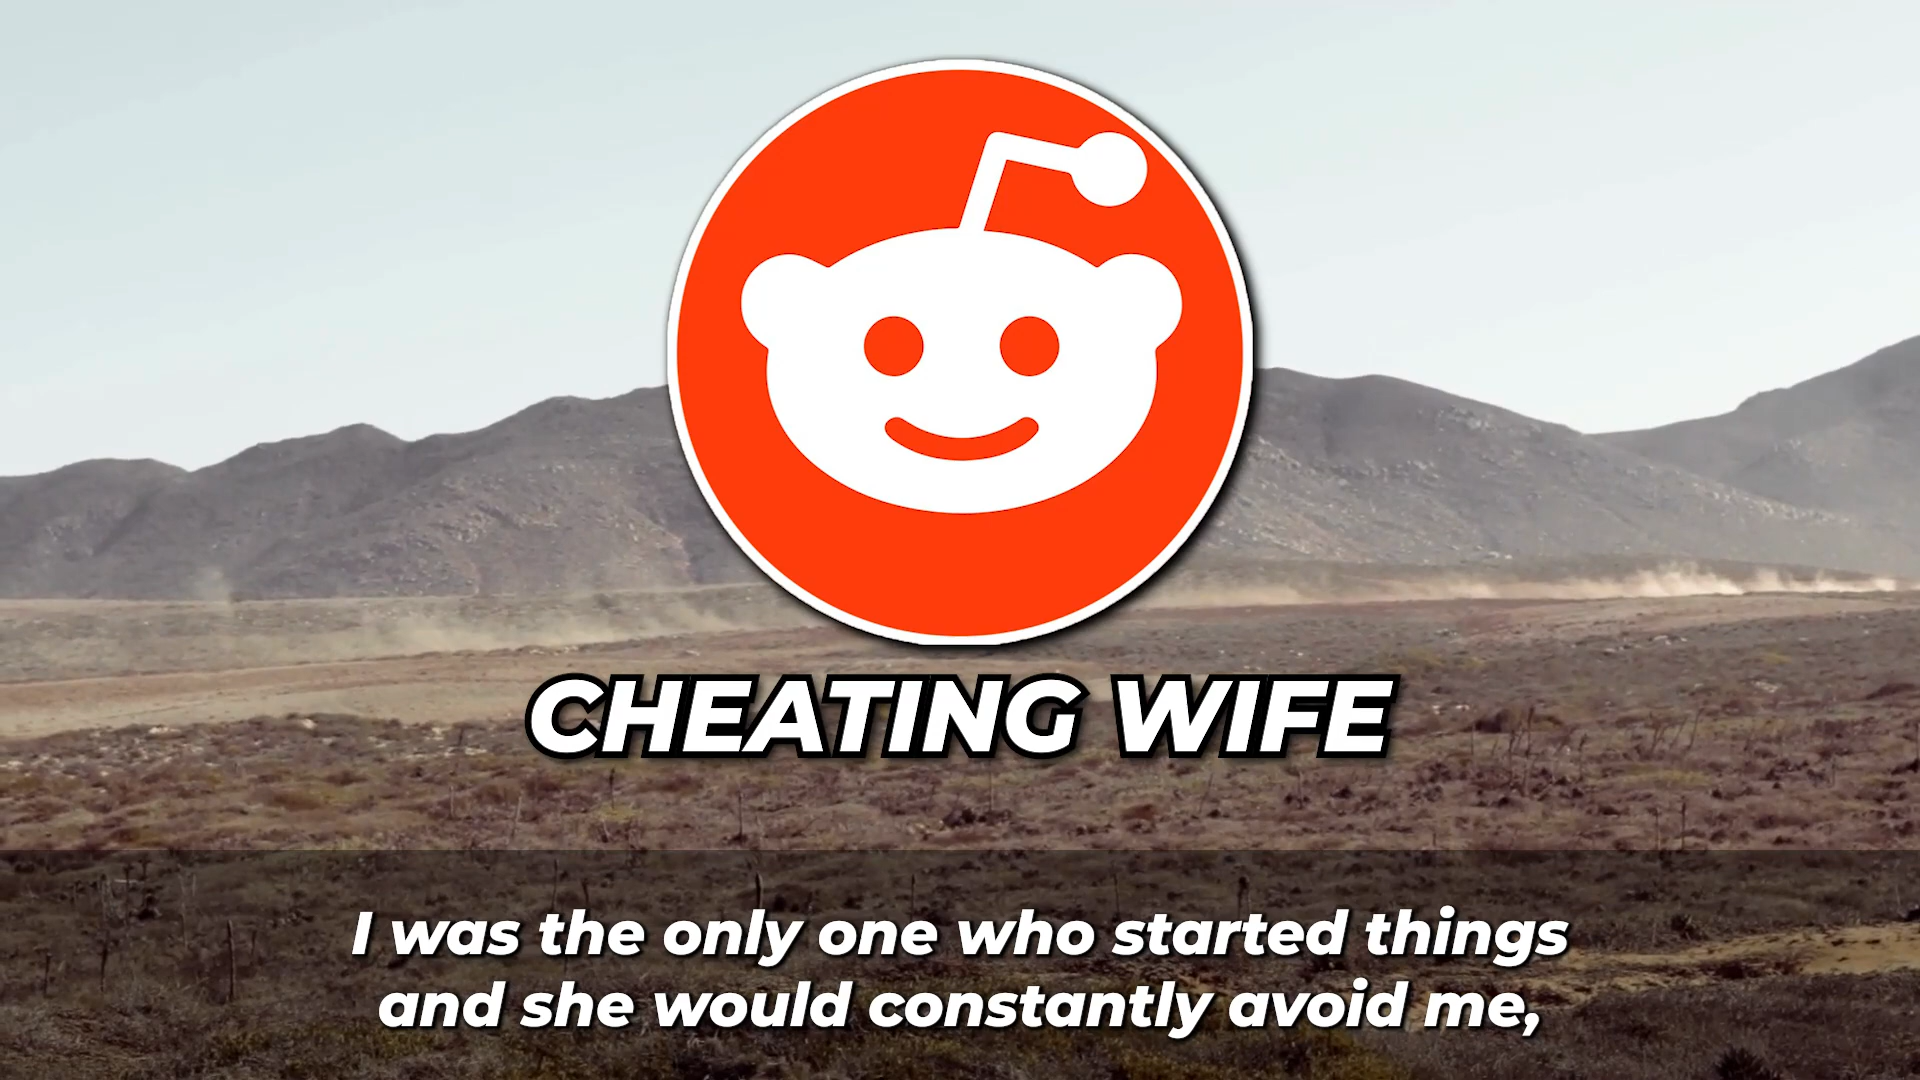 CHEATING WIFE
I was the only one who started things
and she would constantly avoid me,